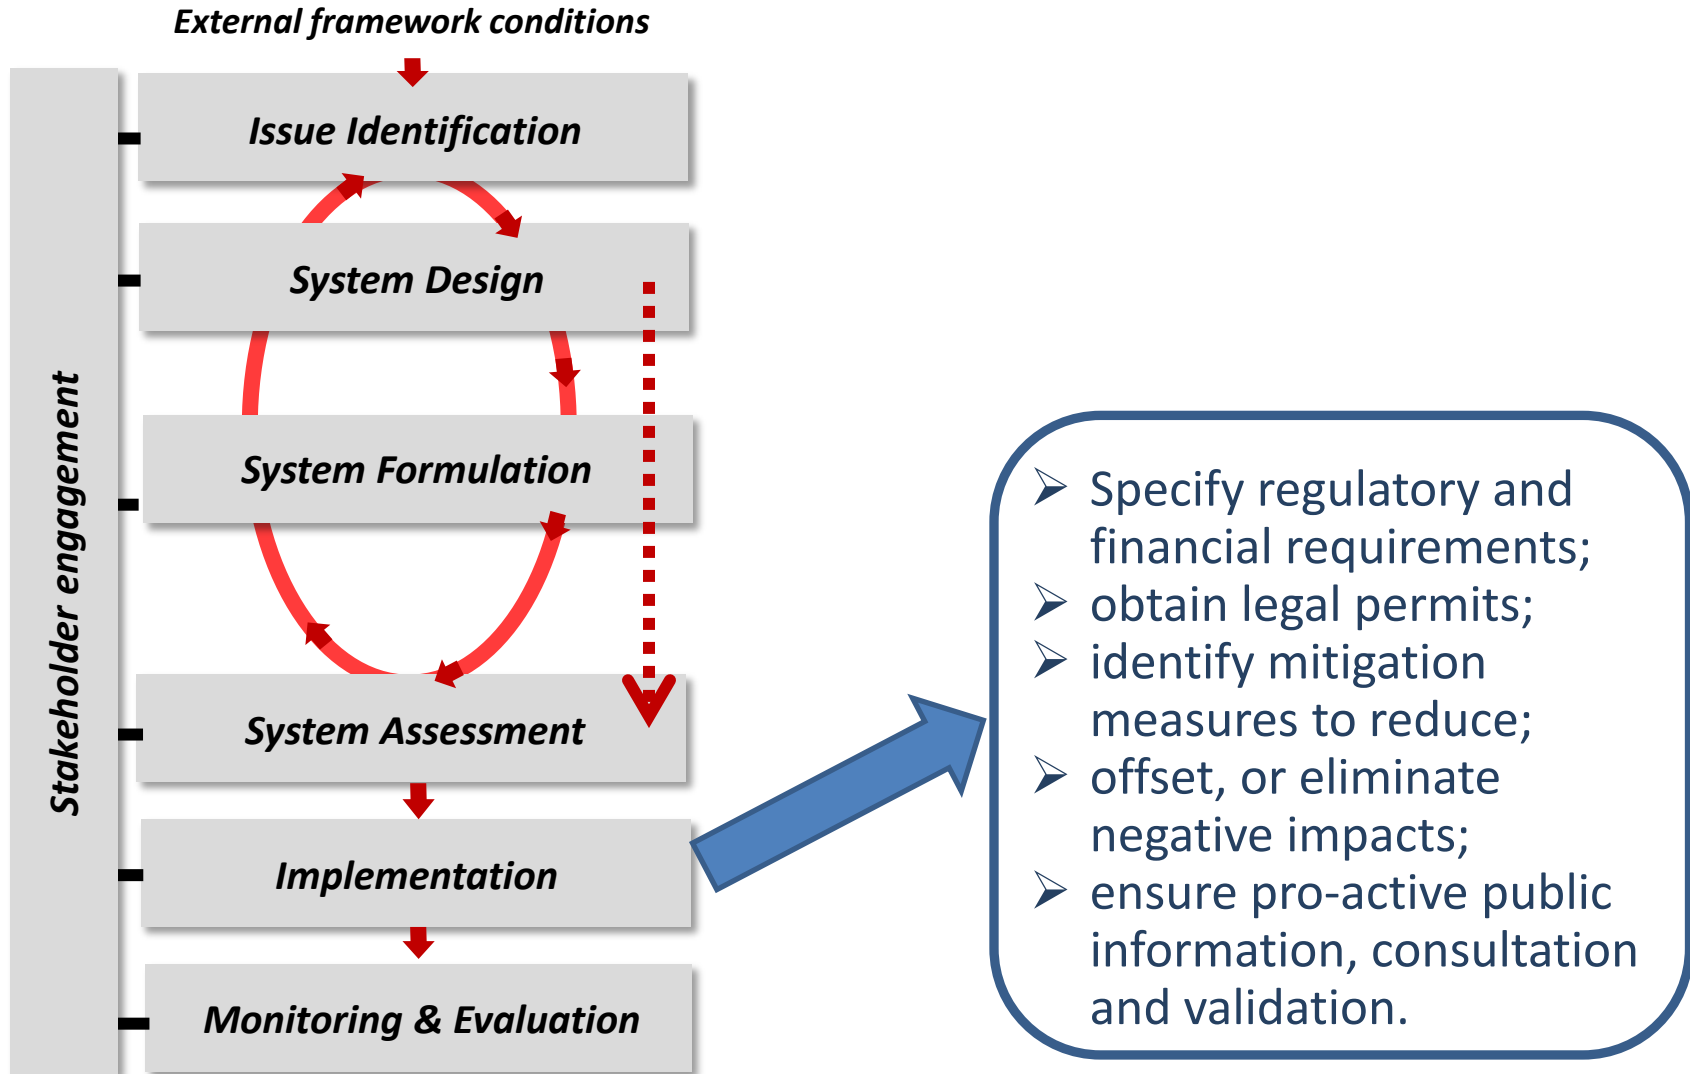 External framework conditions
Issue Identification
System Design
System Formulation
System Assessment
Implementation
Monitoring & Evaluation
Stakeholder engagement
Specify regulatory and
financial requirements;
obtain legal permits;
identify mitigation
measures to reduce;
offset, or eliminate
negative impacts;
ensure pro-active public
information, consultation
and validation.